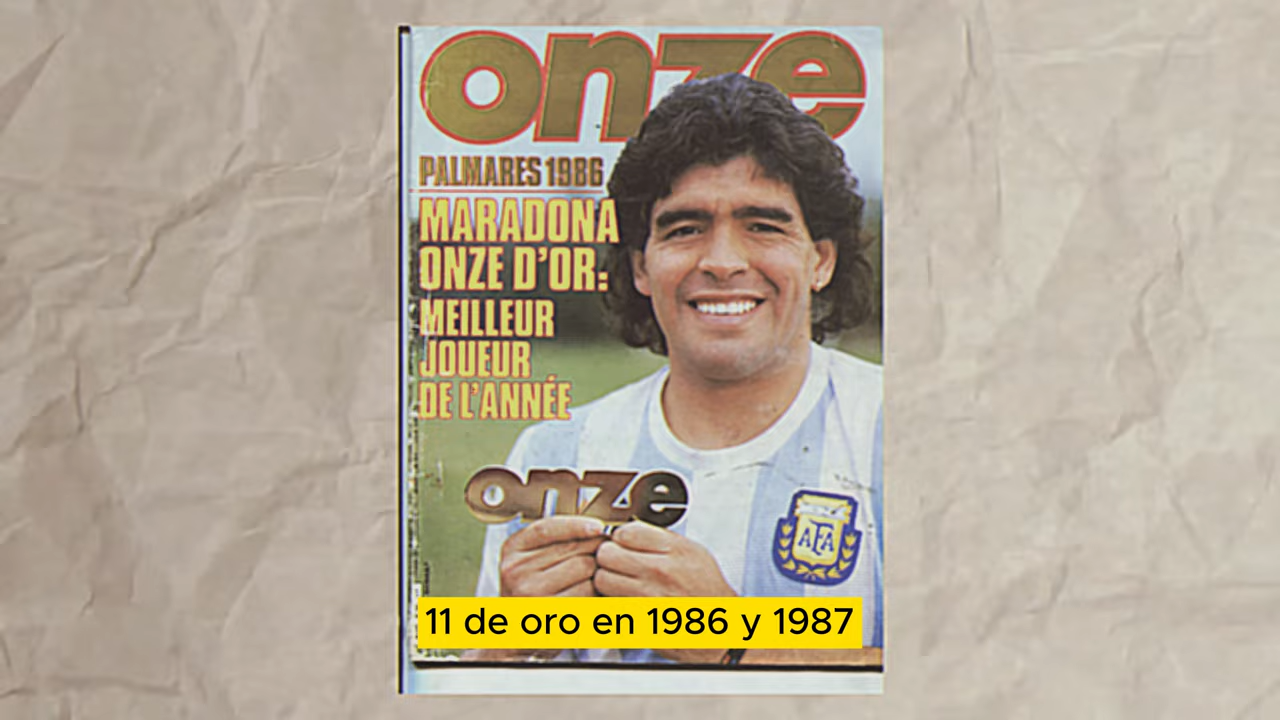 onze
PALMARES 1986
MARADONA
ONZE D'OR:
MEILLEUR
JOUEUR
DE L'ANNÉE
onze
AFA
11 de oro en 1986 y 1987